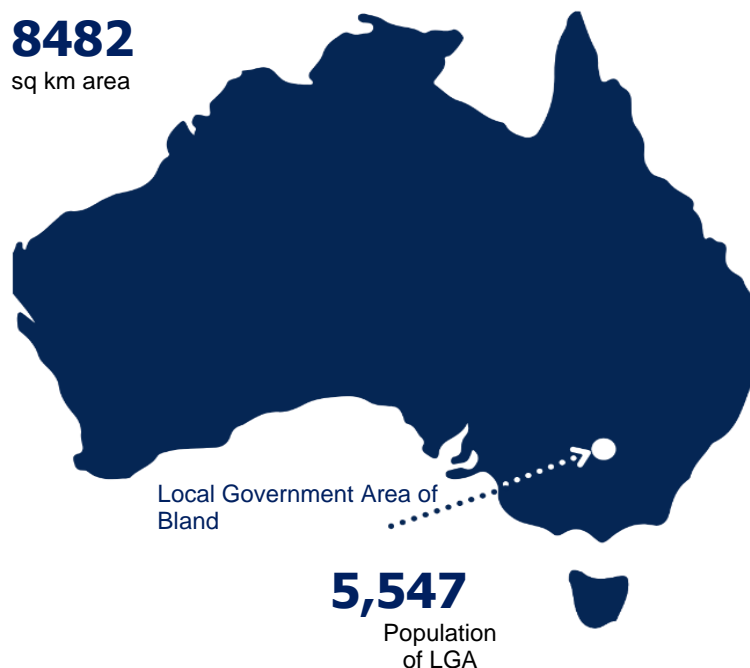 8482
sq km area
Local Government Area of
Bland
5,547
Population
of LGA